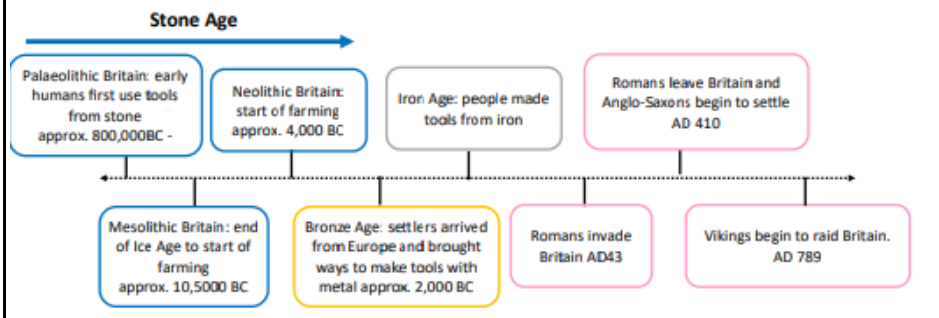 Stone Age
Palaeolithic Britain: early
humans first use tools
from stone
approx. 800,000BC -
Neolithic Britain:
start of farming
approx. 4,000 BC
Iron Age: people made
tools from iron
Romans leave Britain and
Anglo-Saxons begin to settle
AD 410
Mesolithic Britain: end
of Ice Age to start of
farming
approx. 10,5000 BC
Bronze Age: settlers arrived
from Europe and brought
ways to make tools with
metal approx. 2,000 BC
Romans invade
Britain AD43
Vikings begin to raid Britain.
AD 789